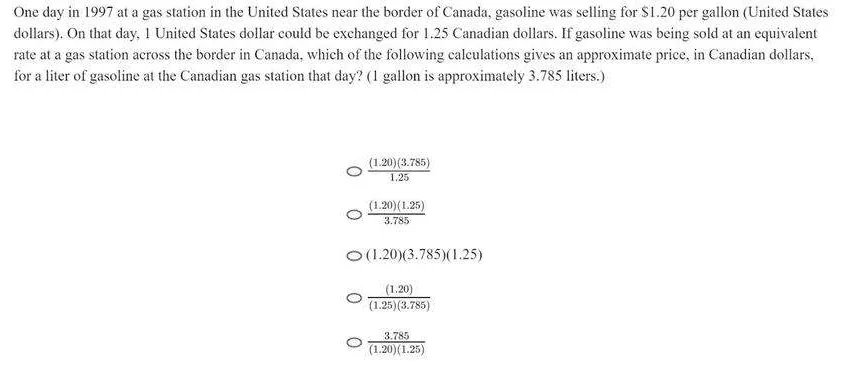 One day in 1997 at a gas station in the United States near the border of Canada, gasoline was selling for $1.20 per gallon (United States
dollars). On that day, 1 United States dollar could be exchanged for 1.25 Canadian dollars. If gasoline was being sold at an equivalent
rate at a gas station across the border in Canada, which of the following calculations gives an approximate price, in Canadian dollars,
for a liter of gasoline at the Canadian gas station that day? (1 gallon is approximately 3.785 liters.)
(1.20)(3.785)
1.25
(1.20)(1.25)
3.785
(1.20)(3.785)(1.25)
(1.20)
(1.25)(3.785)
3.785
(1.20)(1.25)